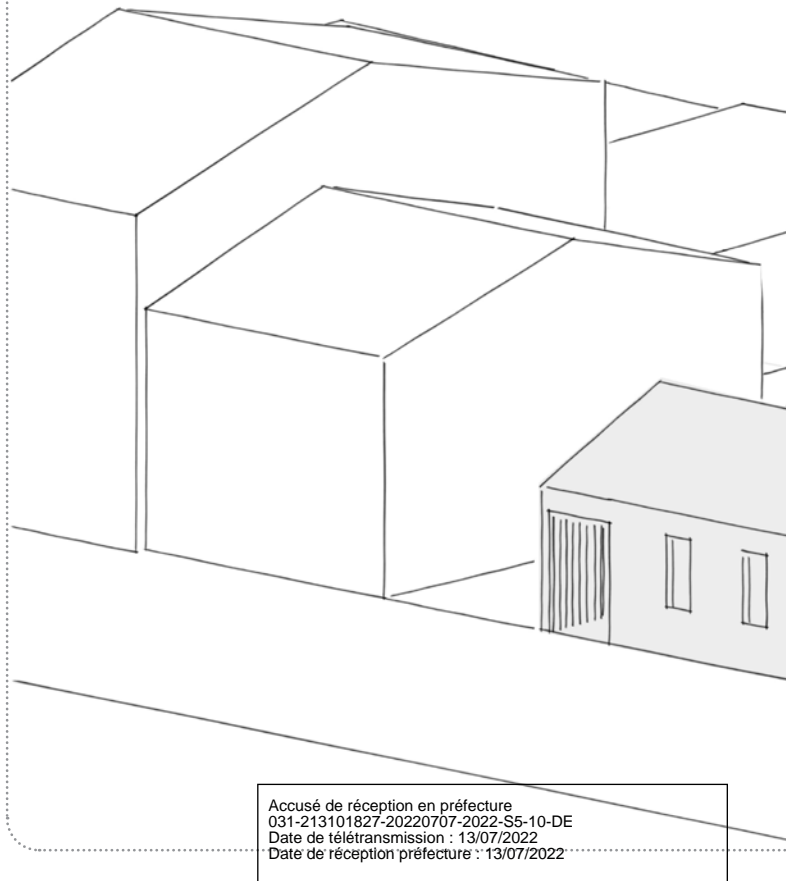 Accusé de réception en préfecture
031-213101827-20220707-2022-S5-10-DE
Date de télétransmission : 13/07/2022
Date de réception préfecture : 13/07/2022